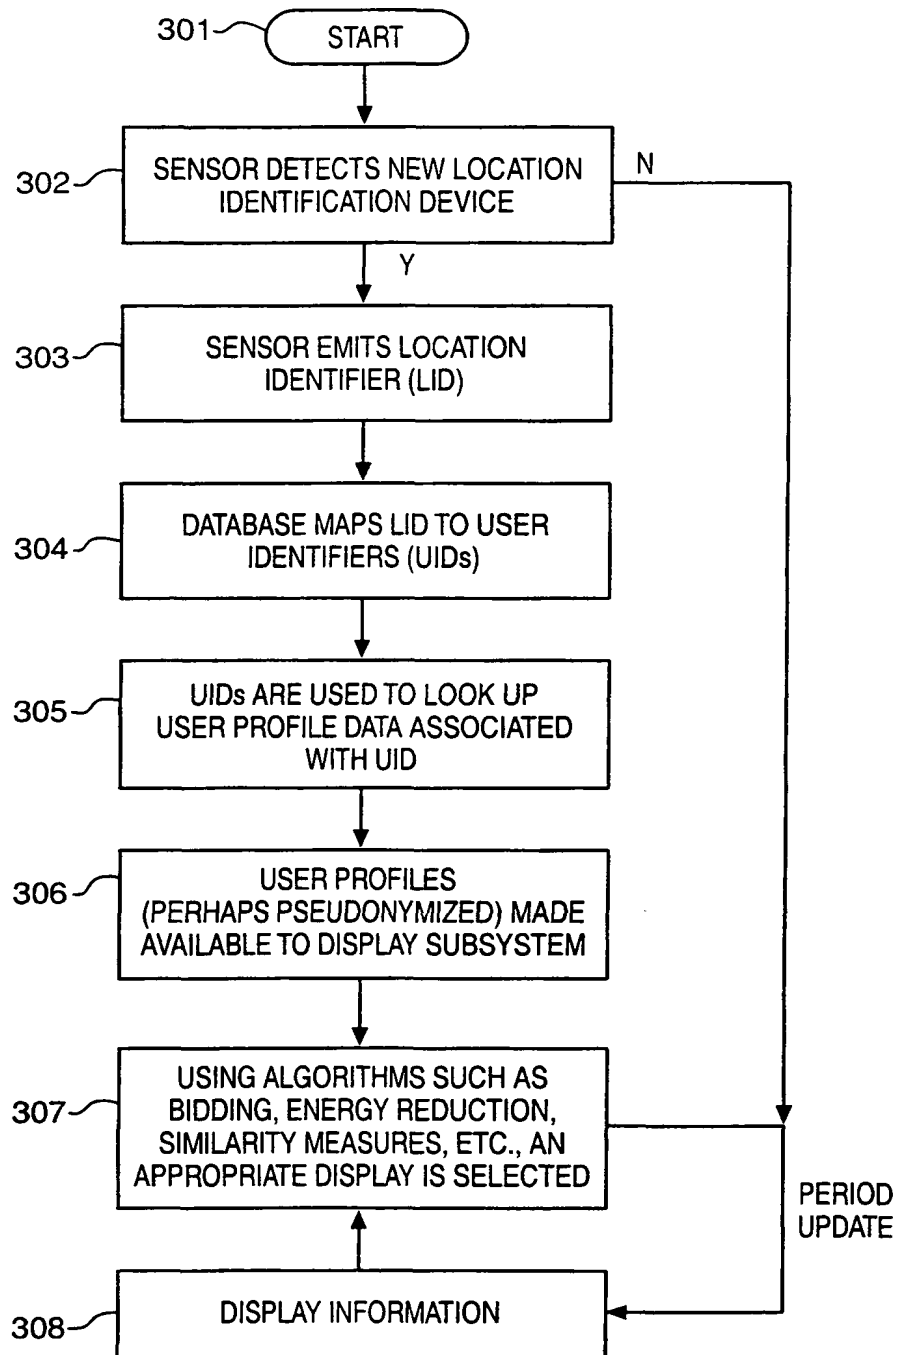 301
START
302
SENSOR DETECTS NEW LOCATION
IDENTIFICATION DEVICE
N
Y
303
SENSOR EMITS LOCATION
IDENTIFIER (LID)
304
DATABASE MAPS LID TO USER
IDENTIFIERS (UIDs)
305
UIDs ARE USED TO LOOK UP
USER PROFILE DATA ASSOCIATED
WITH UID
306
USER PROFILES
(PERHAPS PSEUDONYMIZED) MADE
AVAILABLE TO DISPLAY SUBSYSTEM
307
USING ALGORITHMS SUCH AS
BIDDING, ENERGY REDUCTION,
SIMILARITY MEASURES, ETC., AN
APPROPRIATE DISPLAY IS SELECTED
PERIOD
UPDATE
308
DISPLAY INFORMATION